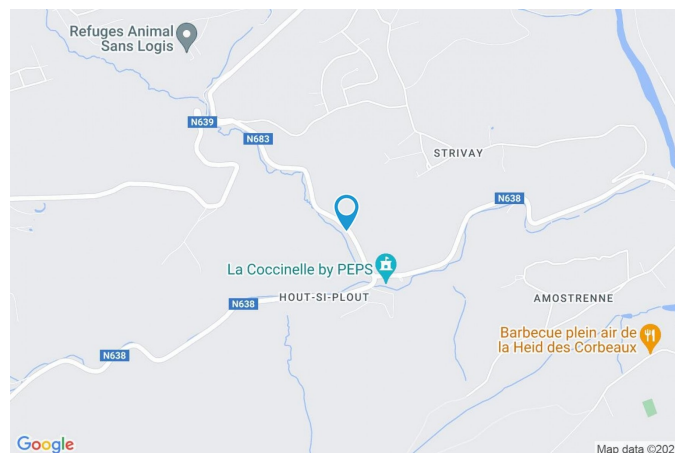 Refuges Animal
Sans Logis
N639
N683
STRIVAY
N638
La Coccinelle by PEPS
HOUT-SI-PLOUT
AMOSTRENNE
N638
Barbecue plein air de
la Heid des Corbeaux
N638
Google
Map data ©202